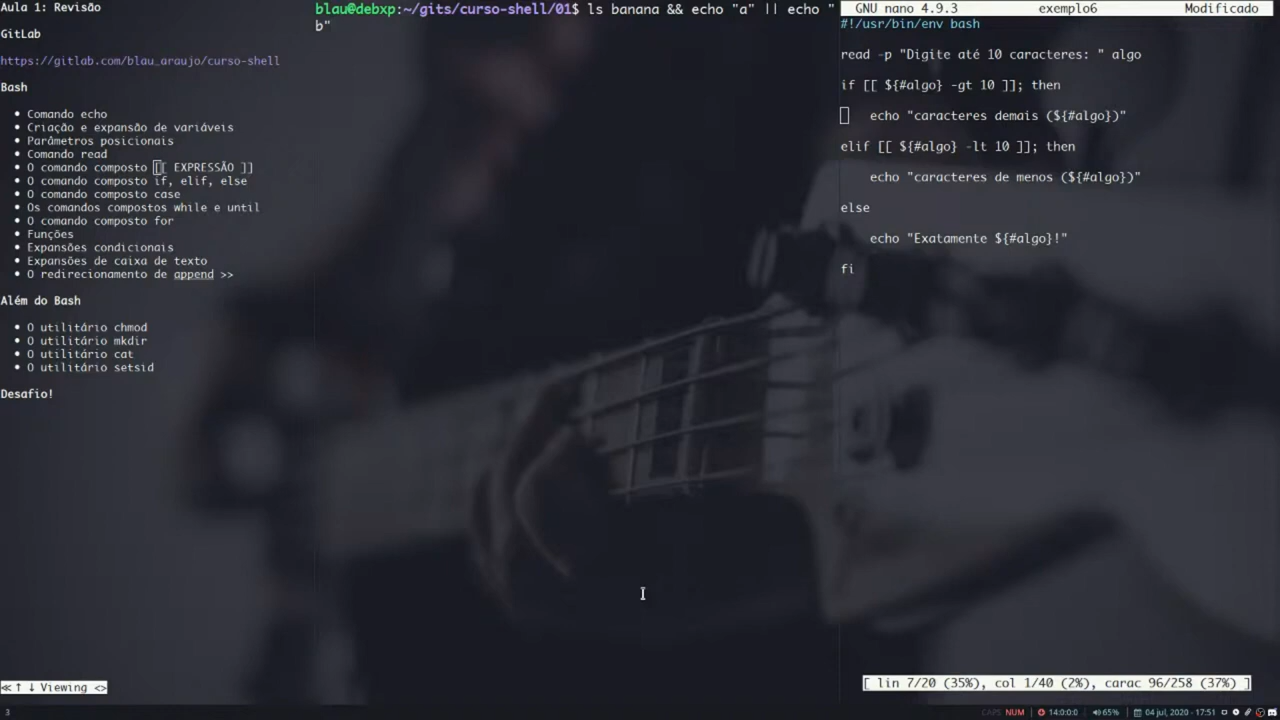 Aula 1: Revisão
GitLab
https://gitlab.com/blau_araujo/curso-shell
Bash
• Comando echo
• Criação e expansão de variáveis
• Parâmetros posicionais
• Comando read
• O comando composto [[ EXPRESSÃO ]]
• O comando composto if, elif, else
• O comando composto case
• Os comandos compostos while e until
• O comando composto for
• Funções
• Expansões condicionais
• Expansões de caixa de texto
• O redirecionamento de append >>
Além do Bash
• O utilitário chmod
• O utilitário mkdir
• O utilitário cat
• O utilitário setsid
Desafio!
≪↑ ↓ Viewing <>
blau@debxp:~/gits/curso-shell/01$ ls banana && echo "a" || echo "
b"
GNU nano 4.9.3 exemplo6 Modificado
#!/usr/bin/env bash
read -p "Digite até 10 caracteres: " algo
if [[ ${#algo} -gt 10 ]]; then
echo "caracteres demais (${#algo})"
elif [[ ${#algo} -lt 10 ]]; then
echo "caracteres de menos (${#algo})"
else
echo "Exatamente ${#algo}!"
fi
[ lin 7/20 (35%), col 1/40 (2%), carac 96/258 (37%) ]
3
CAPS NUM 14:0:0:0 65% 04 jul, 2020 - 17:51